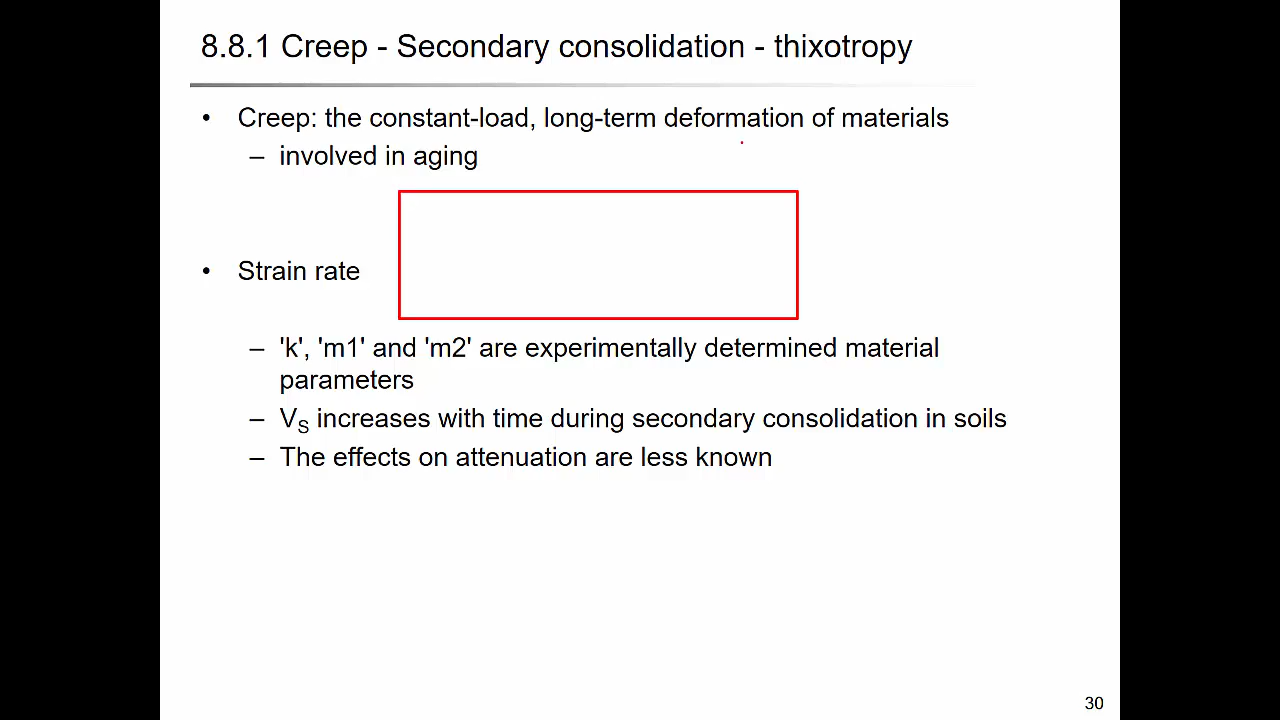 8.8.1 Creep - Secondary consolidation - thixotropy
• Creep: the constant-load, long-term deformation of materials
– involved in aging
• Strain rate
– 'k', 'm1' and 'm2' are experimentally determined material
parameters
– VS increases with time during secondary consolidation in soils
– The effects on attenuation are less known
30